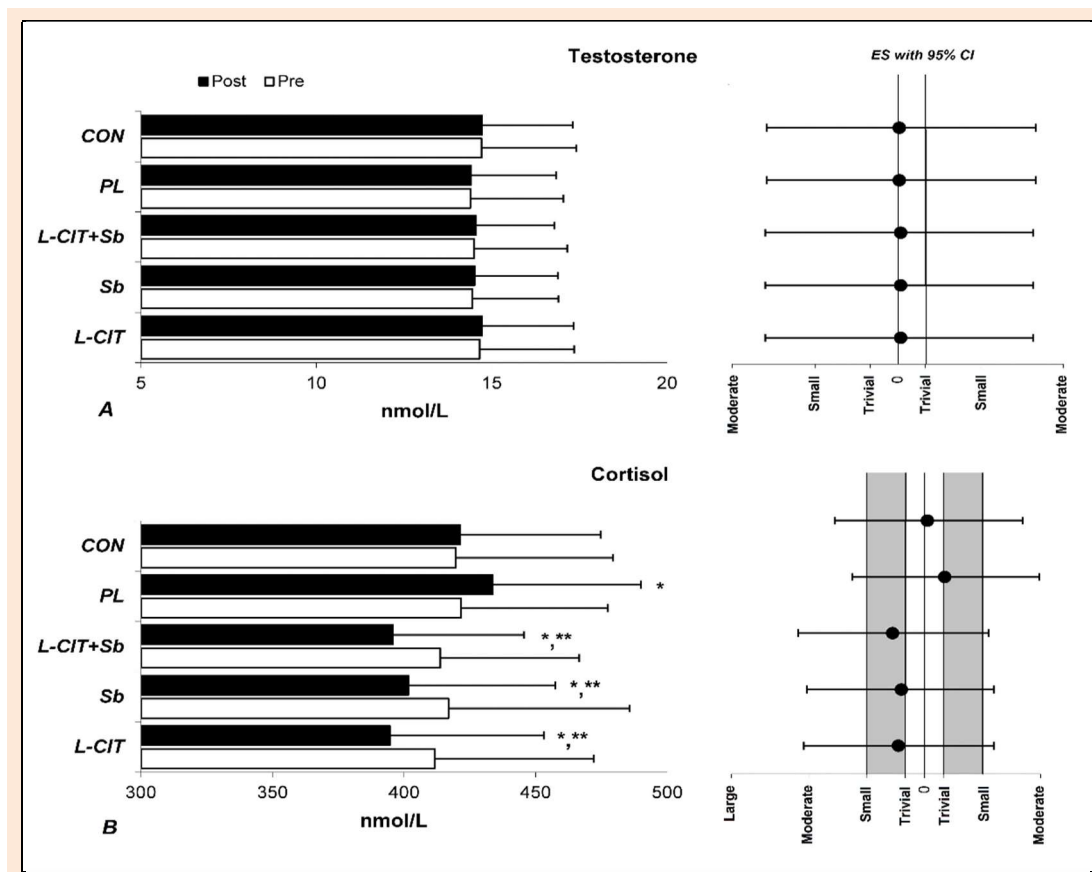 Testosterone
ES with 95% CI
Post Pre
CON
PL
L-CIT+Sb
Sb
L-CIT
5 10 15 20
nmol/L
A
Moderate Small Trivial 0 Trivial Small Moderate
Cortisol
CON
PL
*
L-CIT+Sb
*,**
Sb
*,**
L-CIT
*,**
300 350 400 450 500
nmol/L
B
Large Moderate Small Trivial 0 Trivial Small Moderate